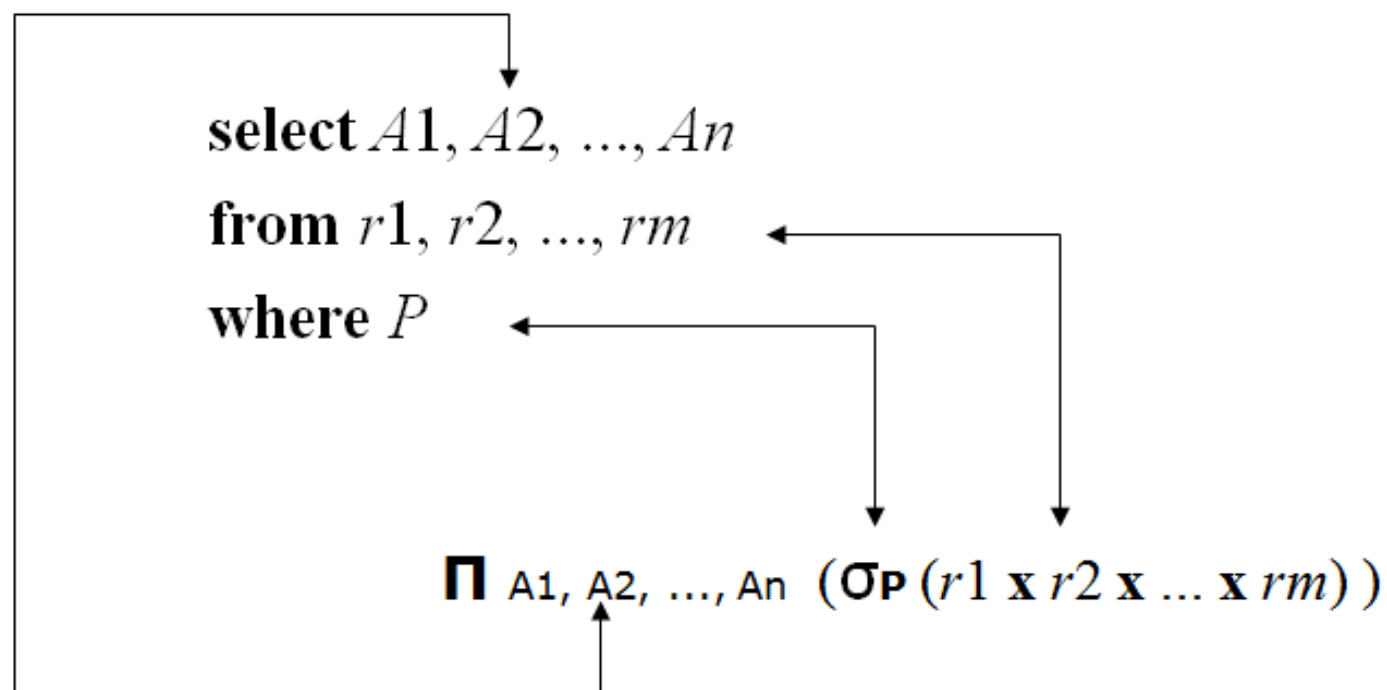 select A1, A2, ..., An
from r1, r2, ..., rm
where P
Π A1, A2, ..., An (σP (r1 x r2 x ... x rm) )